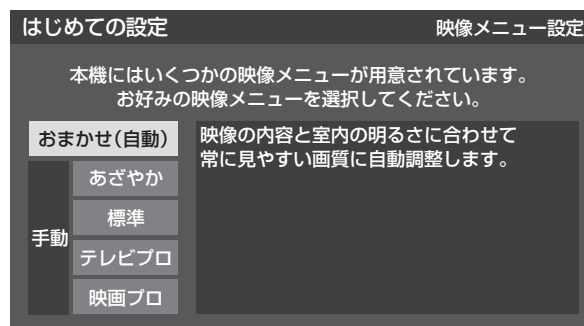 はじめての設定
映像メニュー設定
本機にはいくつかの映像メニューが用意されています。
お好みの映像メニューを選択してください。
おまかせ(自動)
映像の内容と室内の明るさに合わせて
常に見やすい画質に自動調整します。
手動
あざやか
標準
テレビプロ
映画プロ